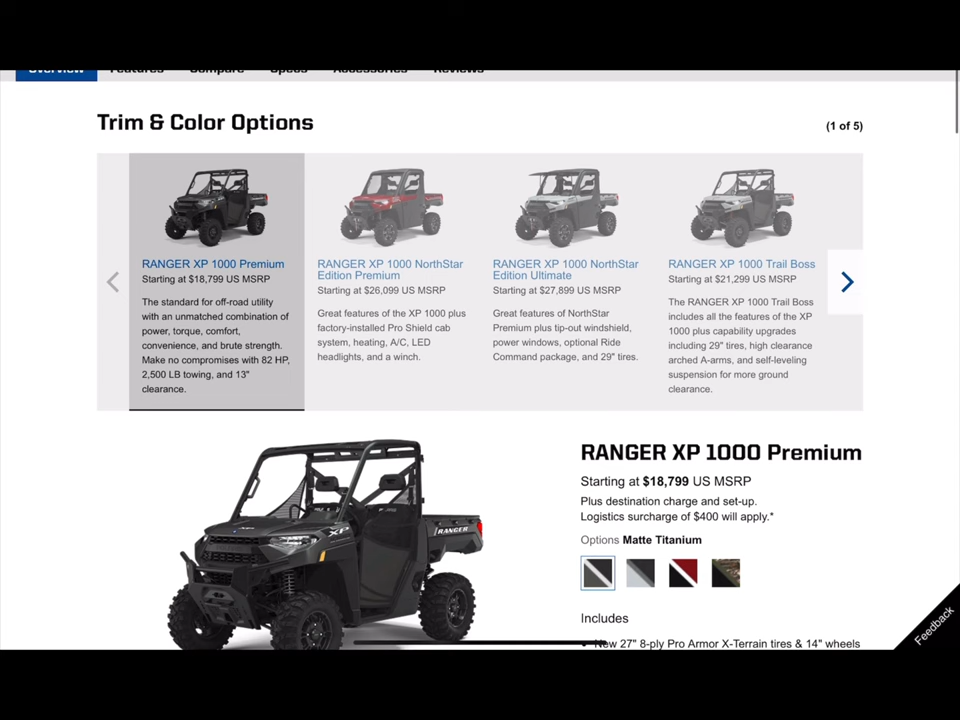 Overview Features Compare Specs Accessories Reviews
Trim & Color Options
(1 of 5)
RANGER XP 1000 Premium
Starting at $18,799 US MSRP
The standard for off-road utility
with an unmatched combination of
power, torque, comfort,
convenience, and brute strength.
Make no compromises with 82 HP,
2,500 LB towing, and 13"
clearance.
RANGER XP 1000 NorthStar
Edition Premium
Starting at $26,099 US MSRP
Great features of the XP 1000 plus
factory-installed Pro Shield cab
system, heating, A/C, LED
headlights, and a winch.
RANGER XP 1000 NorthStar
Edition Ultimate
Starting at $27,899 US MSRP
Great features of NorthStar
Premium plus tip-out windshield,
power windows, optional Ride
Command package, and 29" tires.
RANGER XP 1000 Trail Boss
Starting at $21,299 US MSRP
The RANGER XP 1000 Trail Boss
includes all the features of the XP
1000 plus capability upgrades
including 29" tires, high clearance
arched A-arms, and self-leveling
suspension for more ground
clearance.
XP
XP
RANGER
RANGER XP 1000 Premium
Starting at $18,799 US MSRP
Plus destination charge and set-up.
Logistics surcharge of $400 will apply.*
Options Matte Titanium
Includes
New 27" 8-ply Pro Armor X-Terrain tires & 14" wheels
Feedback